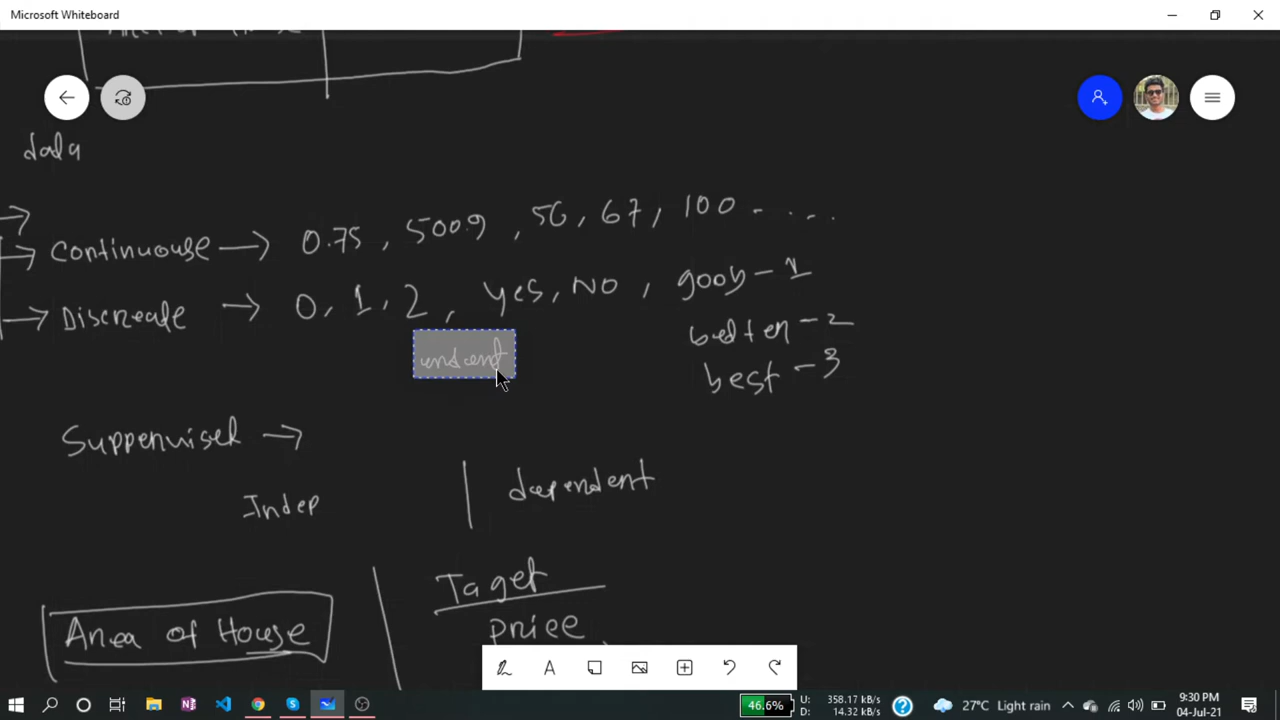 Microsoft Whiteboard
data
Continuouse → 0.75, 500.9, 56, 67, 100 - ....
Discreate → 0, 1, 2, yes, NO, good - 1
better - 2
endent
best - 3
Suppervised →
Indep | dependent
Taget
Area of House
price
46.6%
U: 358.17 kB/s
D: 14.32 kB/s
27°C Light rain
9:30 PM
04-Jul-21